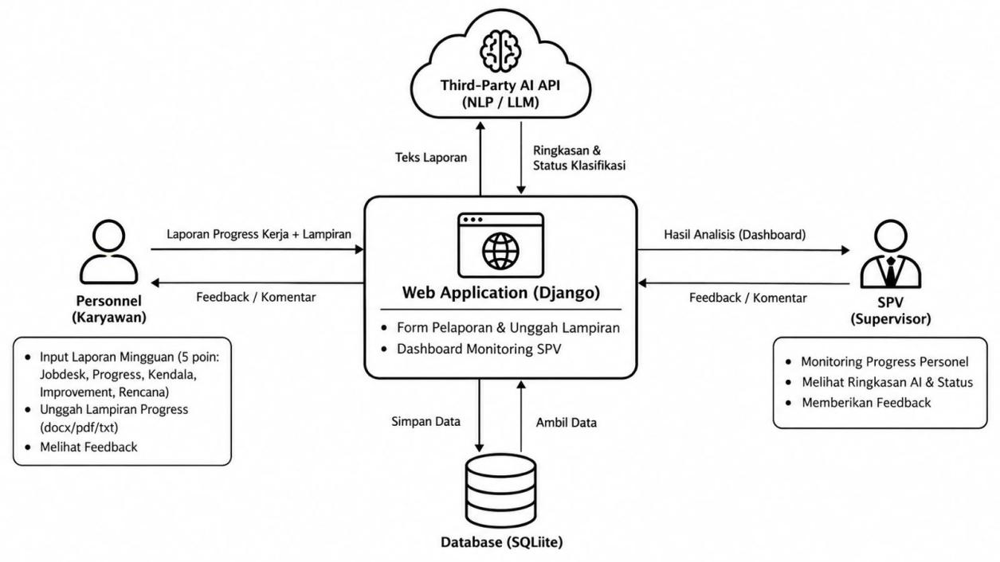 Third-Party AI API
(NLP / LLM)
Teks Laporan
Ringkasan &
Status Klasifikasi
Laporan Progress Kerja + Lampiran
Feedback / Komentar
Personnel
(Karyawan)
• Input Laporan Mingguan (5 poin:
Jobdesk, Progress, Kendala,
Improvement, Rencana)
• Unggah Lampiran Progress
(docx/pdf/txt)
• Melihat Feedback
Web Application (Django)
• Form Pelaporan & Unggah Lampiran
• Dashboard Monitoring SPV
Hasil Analisis (Dashboard)
Feedback / Komentar
SPV
(Supervisor)
• Monitoring Progress Personel
• Melihat Ringkasan AI & Status
• Memberikan Feedback
Simpan Data
Ambil Data
Database (SQLiite)